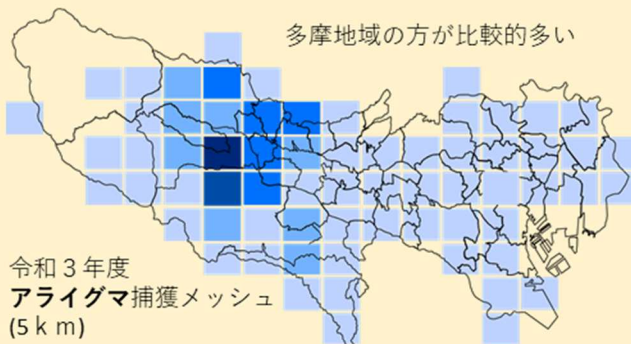 多摩地域の方が比較的多い
令和３年度
アライグマ捕獲メッシュ
(5ｋｍ)